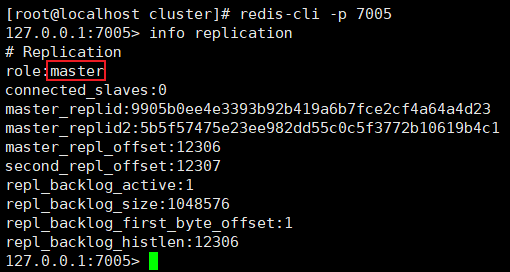 [root@localhost cluster]# redis-cli -p 7005
127.0.0.1:7005> info replication
# Replication
role:master
connected_slaves:0
master_replid:9905b0ee4e3393b92b419a6b7fce2cf4a64a4d23
master_replid2:5b5f57475e23ee982dd55c0c5f3772b10619b4c1
master_repl_offset:12306
second_repl_offset:12307
repl_backlog_active:1
repl_backlog_size:1048576
repl_backlog_first_byte_offset:1
repl_backlog_histlen:12306
127.0.0.1:7005>